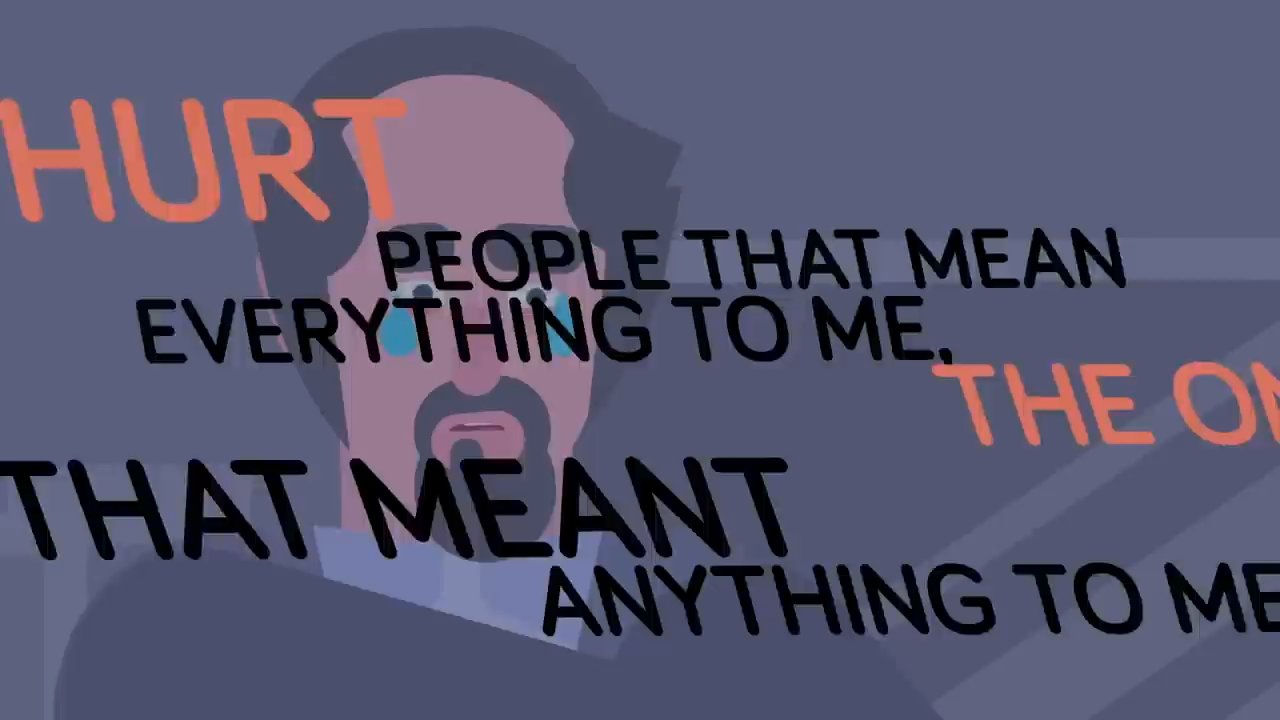 HURT
PEOPLE THAT MEAN
EVERYTHING TO ME,
THE
THAT MEANT
ANYTHING TO ME